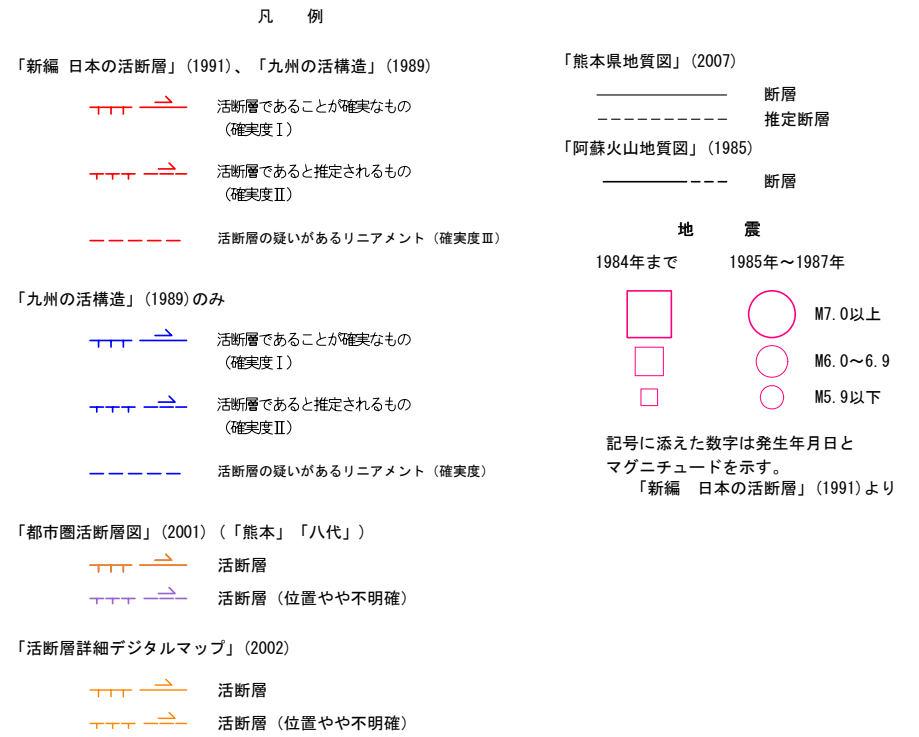 凡　例
「新編 日本の活断層」(1991)、「九州の活構造」(1989)
活断層であることが確実なもの
（確実度Ⅰ）
活断層であると推定されるもの
（確実度Ⅱ）
活断層の疑いがあるリニアメント（確実度Ⅲ）
「九州の活構造」(1989)のみ
活断層であることが確実なもの
（確実度Ⅰ）
活断層であると推定されるもの
（確実度Ⅱ）
活断層の疑いがあるリニアメント（確実度）
「都市圏活断層図」(2001)（「熊本」「八代」）
活断層
活断層（位置やや不明確）
「活断層詳細デジタルマップ」(2002)
活断層
活断層（位置やや不明確）
「熊本県地質図」(2007)
断層
推定断層
「阿蘇火山地質図」(1985)
断層
地　震
1984年まで　1985年～1987年
M7.0以上
M6.0～6.9
M5.9以下
記号に添えた数字は発生年月日と
マグニチュードを示す。
「新編　日本の活断層」(1991)より